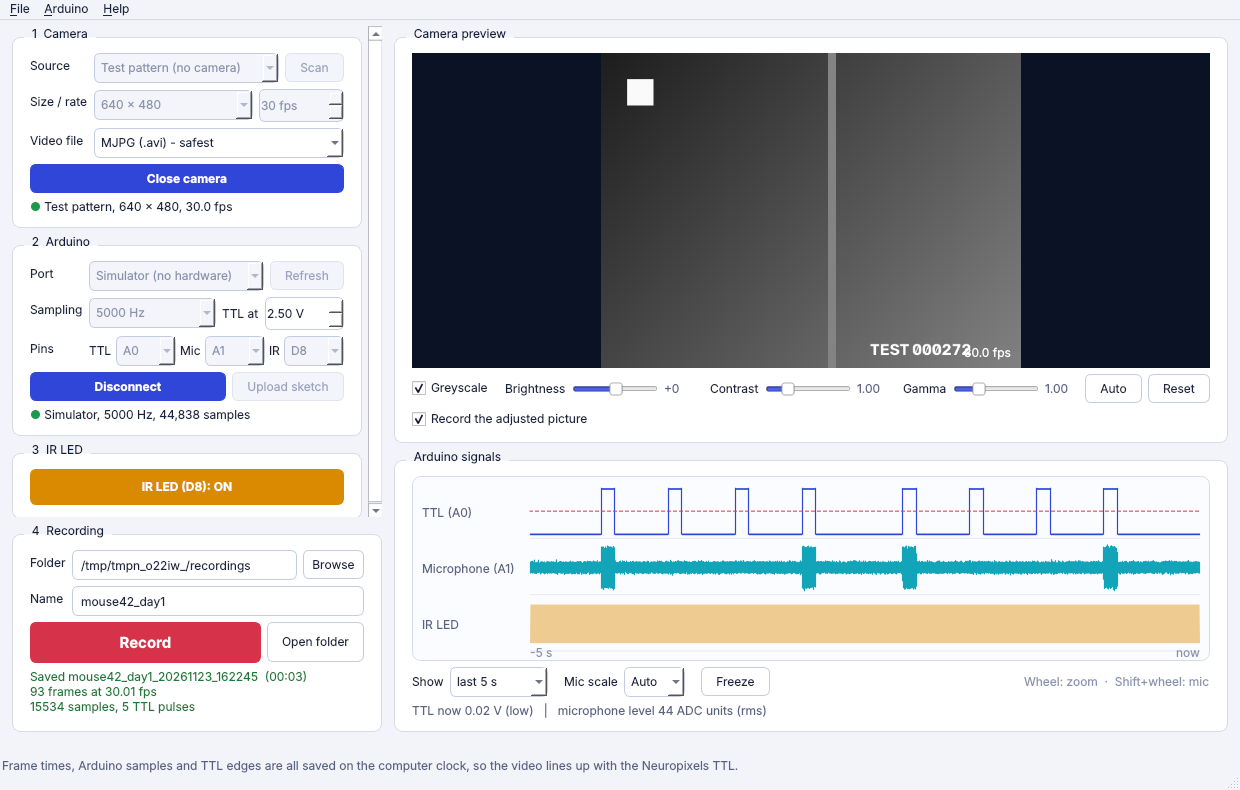 File Arduino Help
1 Camera
Source Test pattern (no camera) Scan
Size / rate 640 × 480 30 fps
Video file MJPG (.avi) - safest
Close camera
Test pattern, 640 × 480, 30.0 fps
2 Arduino
Port Simulator (no hardware) Refresh
Sampling 5000 Hz TTL at 2.50 V
Pins TTL A0 Mic A1 IR D8
Disconnect Upload sketch
Simulator, 5000 Hz, 44,838 samples
3 IR LED
IR LED (D8): ON
4 Recording
Folder /tmp/tmpn_o22iw_/recordings Browse
Name mouse42_day1
Record Open folder
Saved mouse42_day1_20261123_162245 (00:03)
93 frames at 30.01 fps
15534 samples, 5 TTL pulses
Camera preview
TEST 000272 30.0 fps
Greyscale Brightness +0 Contrast 1.00 Gamma 1.00 Auto Reset
Record the adjusted picture
Arduino signals
TTL (A0)
Microphone (A1)
IR LED
-5 s now
Show last 5 s Mic scale Auto Freeze Wheel: zoom · Shift+wheel: mic
TTL now 0.02 V (low) | microphone level 44 ADC units (rms)
Frame times, Arduino samples and TTL edges are all saved on the computer clock, so the video lines up with the Neuropixels TTL.